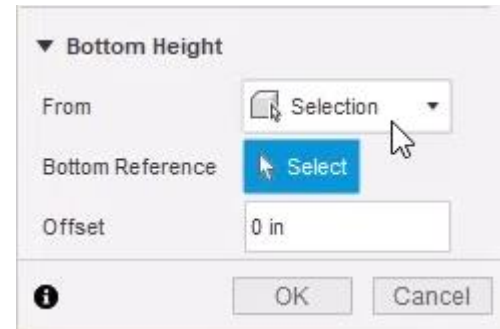 Bottom Height
From Selection
Bottom Reference Select
Offset 0 in
OK Cancel